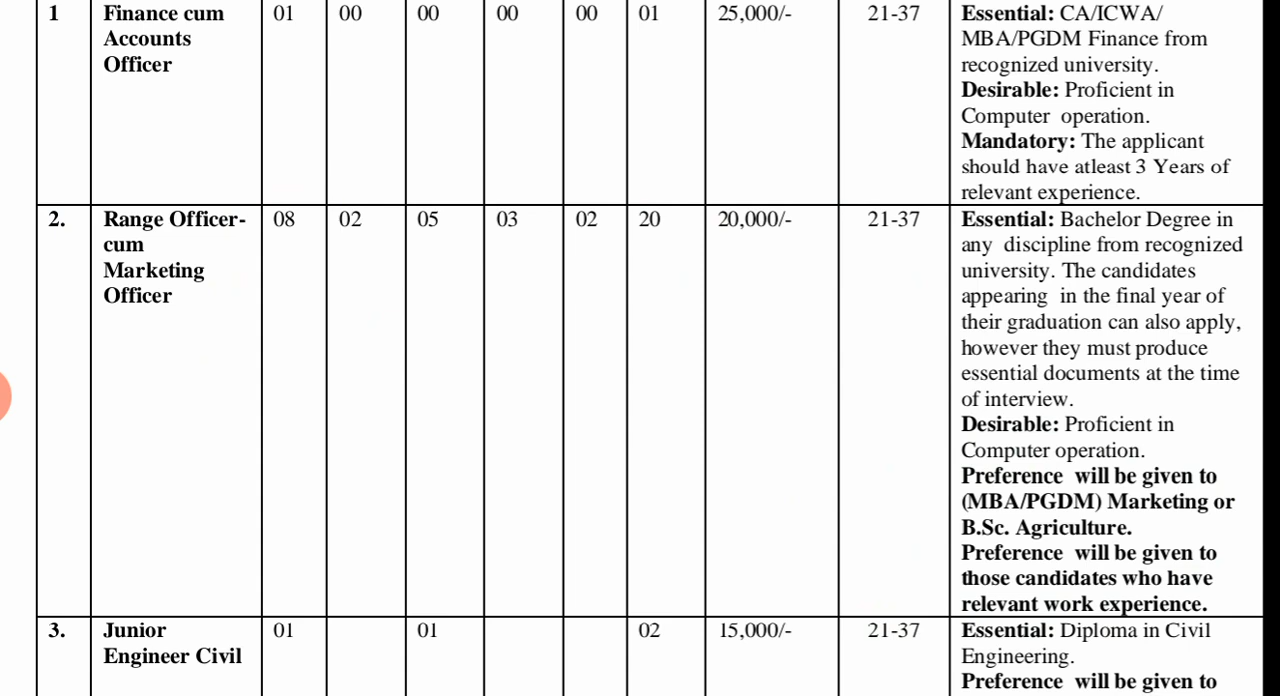 1 Finance cum 01 00 00 00 00 01 25,000/- 21-37 Essential: CA/ICWA/
Accounts MBA/PGDM Finance from
Officer recognized university.
Desirable: Proficient in
Computer operation.
Mandatory: The applicant
should have atleast 3 Years of
relevant experience.
2. Range Officer- 08 02 05 03 02 20 20,000/- 21-37 Essential: Bachelor Degree in
cum any discipline from recognized
Marketing university. The candidates
Officer appearing in the final year of
their graduation can also apply,
however they must produce
essential documents at the time
of interview.
Desirable: Proficient in
Computer operation.
Preference will be given to
(MBA/PGDM) Marketing or
B.Sc. Agriculture.
Preference will be given to
those candidates who have
relevant work experience.
3. Junior 01 01 02 15,000/- 21-37 Essential: Diploma in Civil
Engineer Civil Engineering.
Preference will be given to